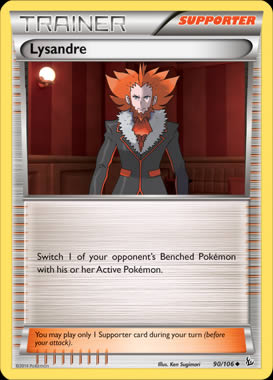 TRAINER
SUPPORTER
Lysandre
Switch 1 of your opponent's Benched Pokémon
with his or her Active Pokémon.
You may play only 1 Supporter card during your turn (before
your attack).
©2014 Pokémon
Illus. Ken Sugimori
90/106